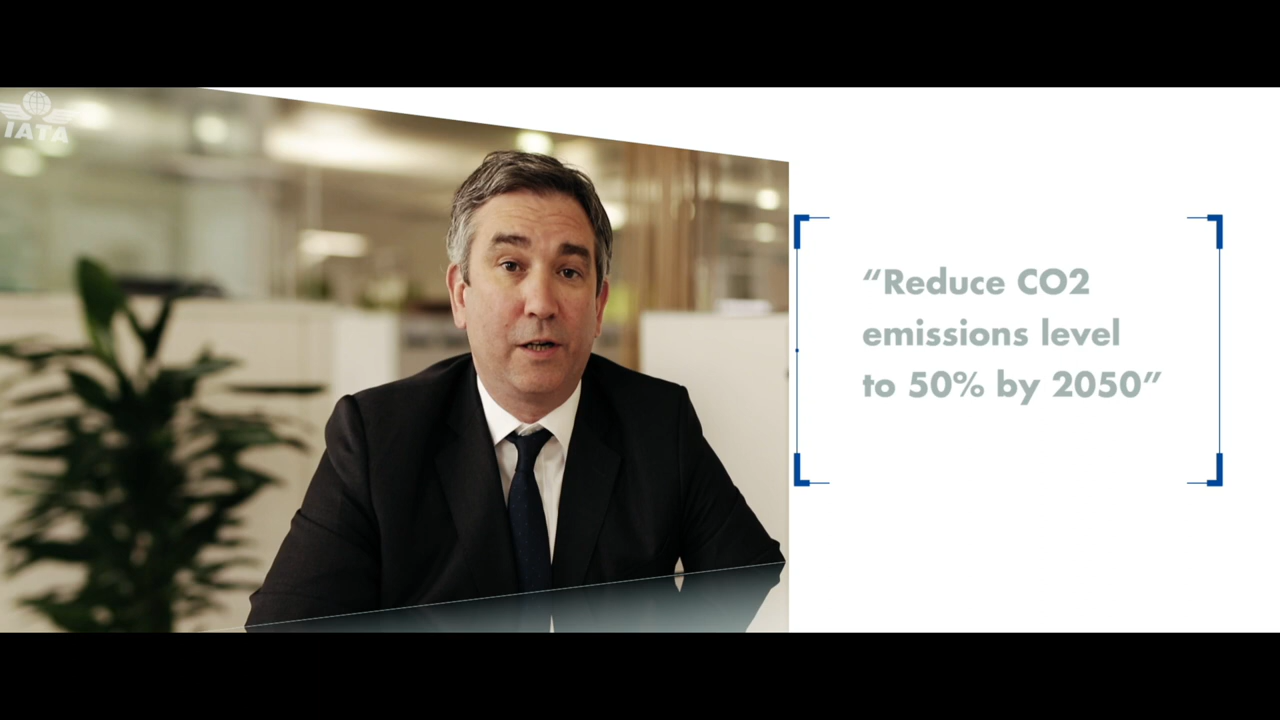 IATA
“Reduce CO2
emissions level
to 50% by 2050”